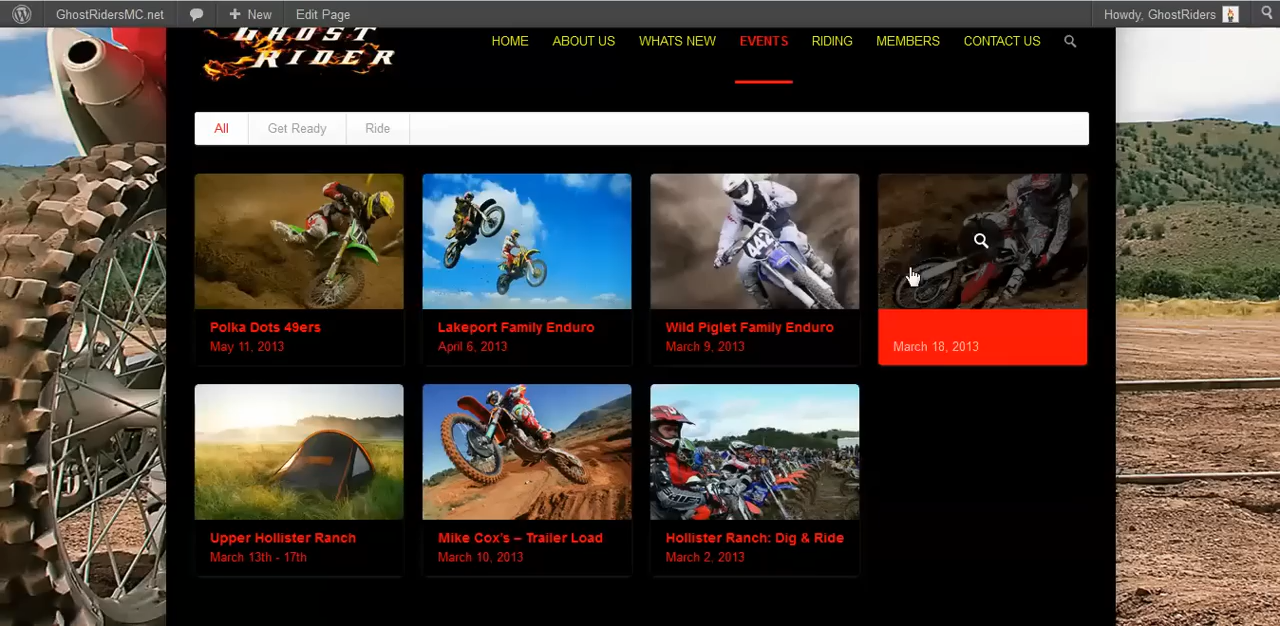 GhostRidersMC.net New Edit Page Howdy, GhostRiders
GHOST
RIDER
HOME ABOUT US WHATS NEW EVENTS RIDING MEMBERS CONTACT US
All Get Ready Ride
442
Polka Dots 49ers
May 11, 2013
Lakeport Family Enduro
April 6, 2013
Wild Piglet Family Enduro
March 9, 2013
March 18, 2013
Upper Hollister Ranch
March 13th - 17th
Mike Cox's – Trailer Load
March 10, 2013
Hollister Ranch: Dig & Ride
March 2, 2013